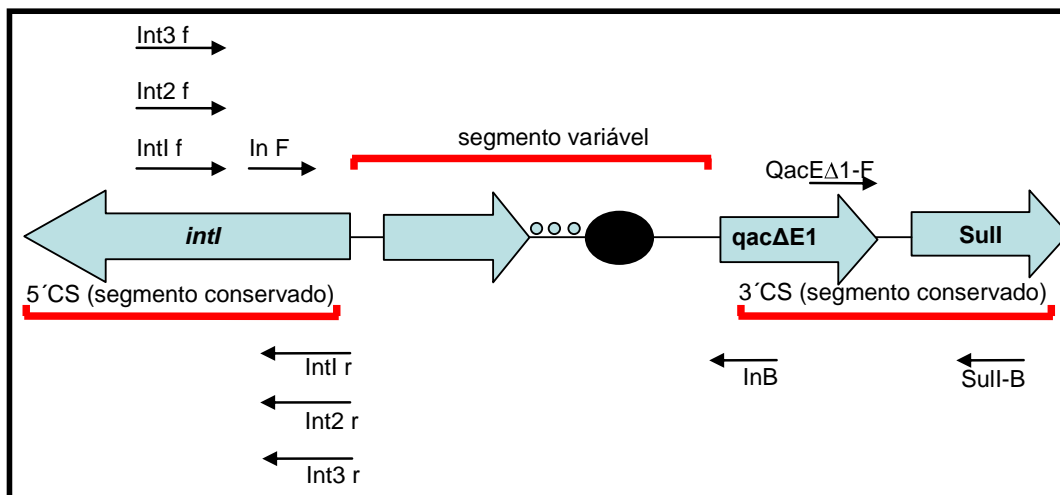 Int3 f
Int2 f
IntI f
In F
segmento variável
QacEΔ1-F
intI
qacΔE1
SulI
5´CS (segmento conservado)
3´CS (segmento conservado)
IntI r
InB
SulI-B
Int2 r
Int3 r